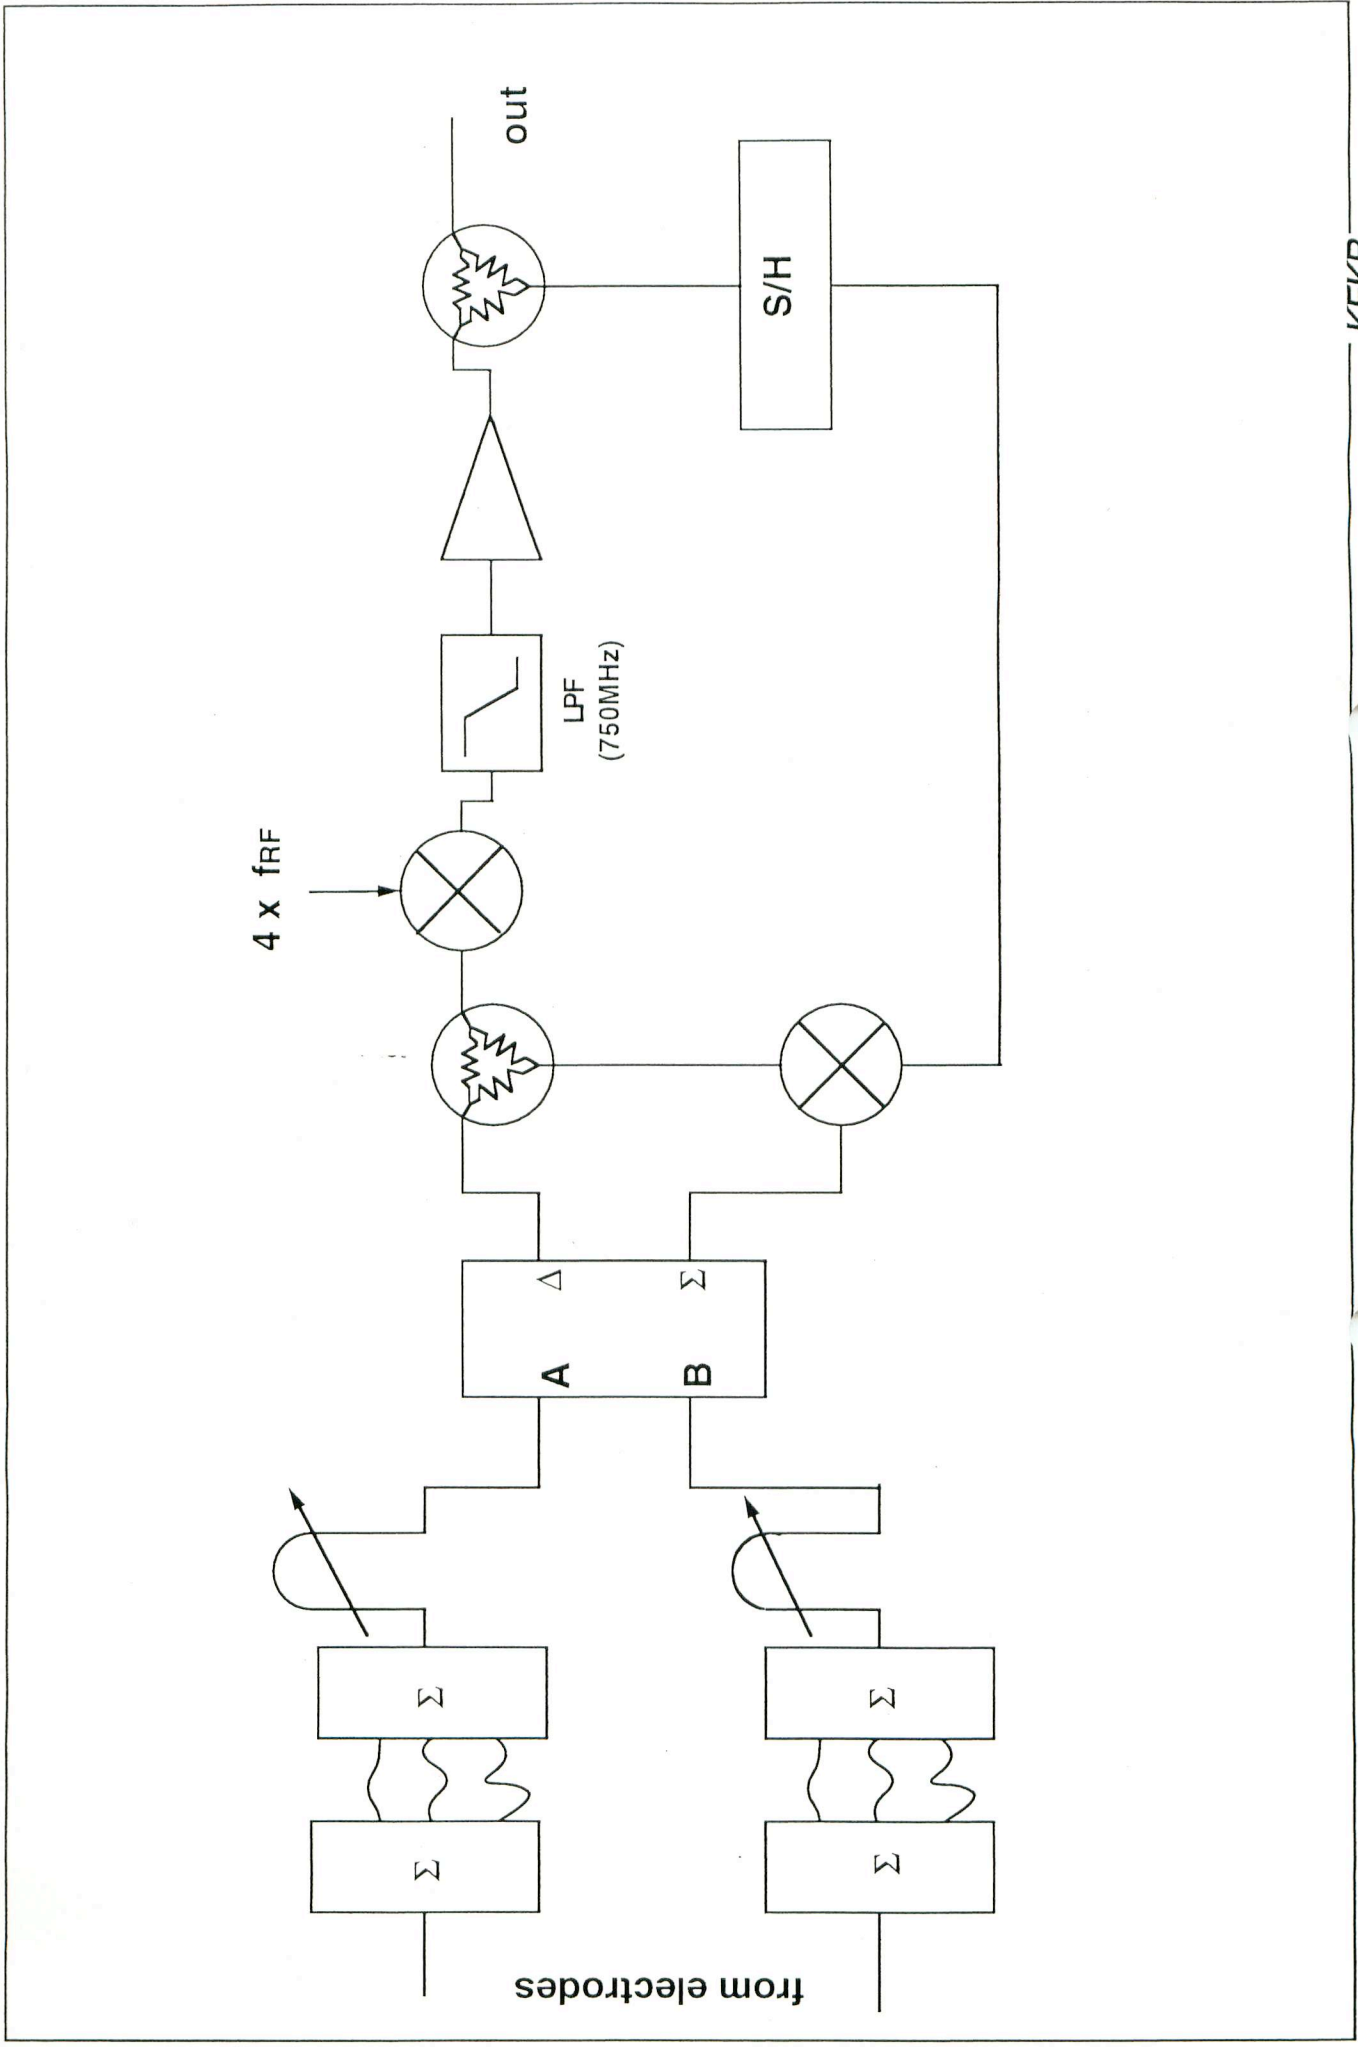 from electrodes
Σ
Σ
Σ
Σ
A
B
Δ
Σ
4 x fRF
LPF
(750MHz)
S/H
out